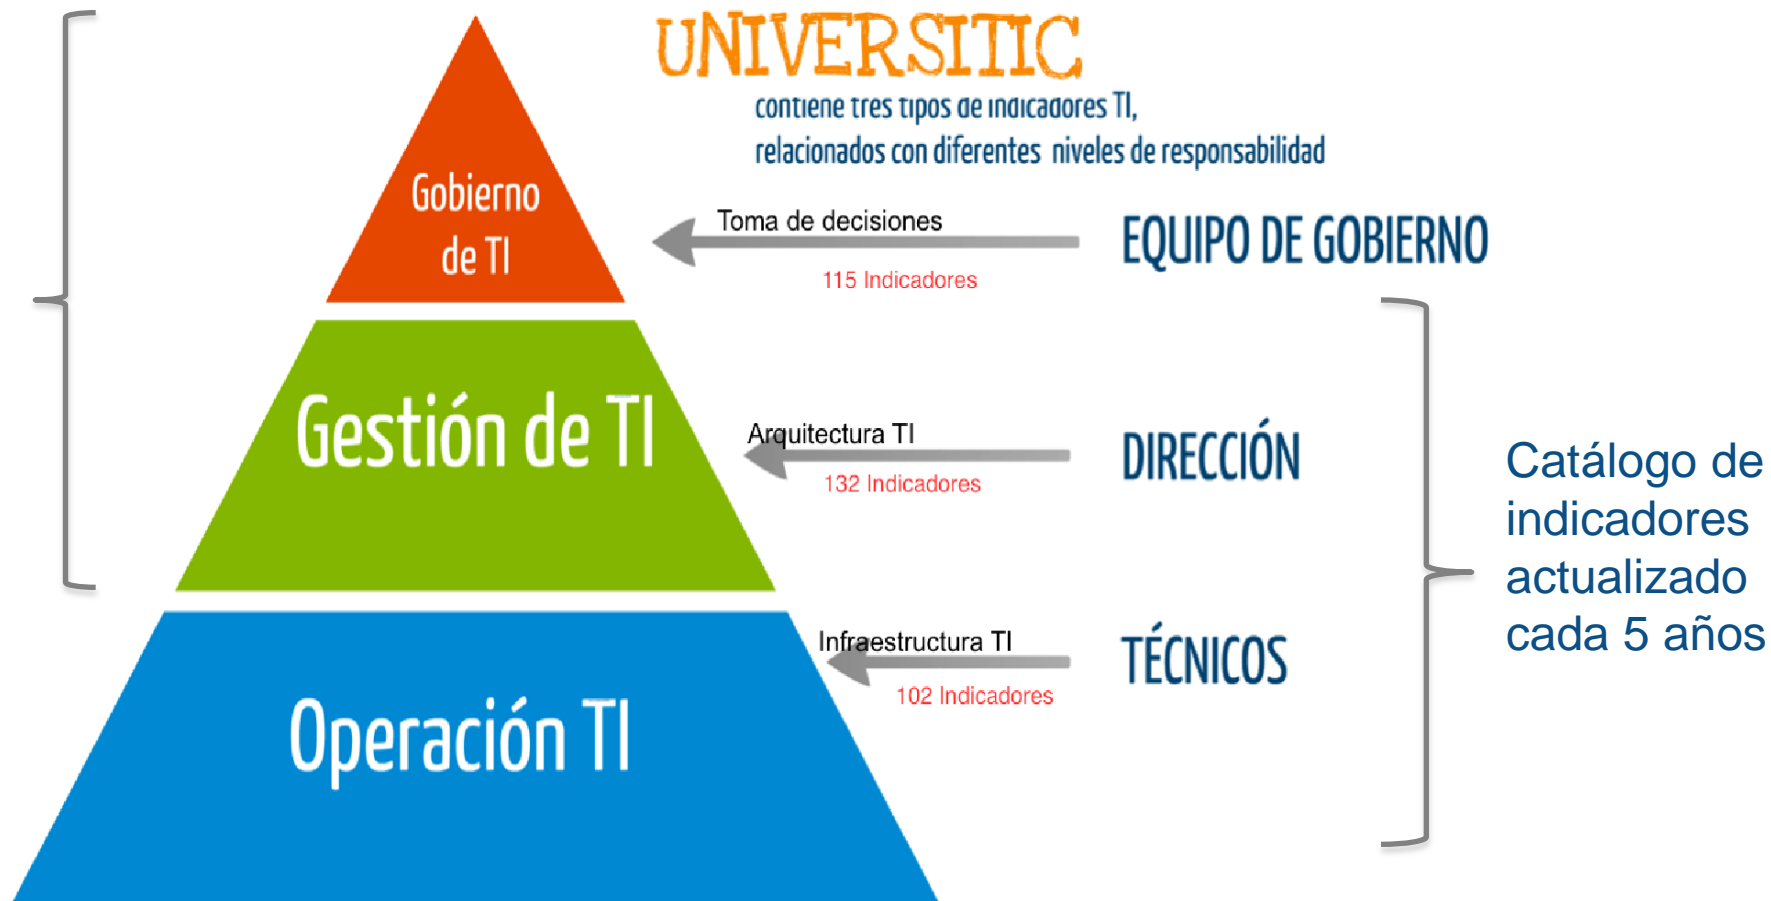 UNIVERSITIC
contiene tres tipos de indicadores TI,
relacionados con diferentes niveles de responsabilidad
Gobierno
de TI
Toma de decisiones
115 Indicadores
EQUIPO DE GOBIERNO
Gestión de TI
Arquitectura TI
132 Indicadores
DIRECCIÓN
Catálogo de
indicadores
actualizado
cada 5 años
Operación TI
Infraestructura TI
102 Indicadores
TÉCNICOS